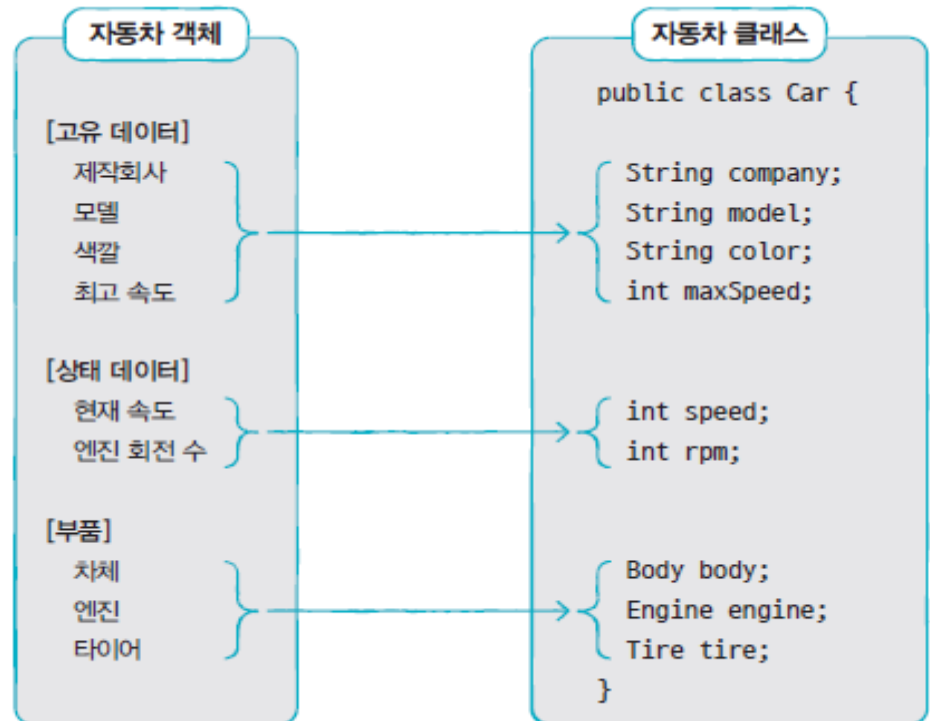 자동차 객체
[고유 데이터]
제작회사
모델
색깔
최고 속도
[상태 데이터]
현재 속도
엔진 회전 수
[부품]
차체
엔진
타이어
자동차 클래스
public class Car {
String company;
String model;
String color;
int maxSpeed;
int speed;
int rpm;
Body body;
Engine engine;
Tire tire;
}